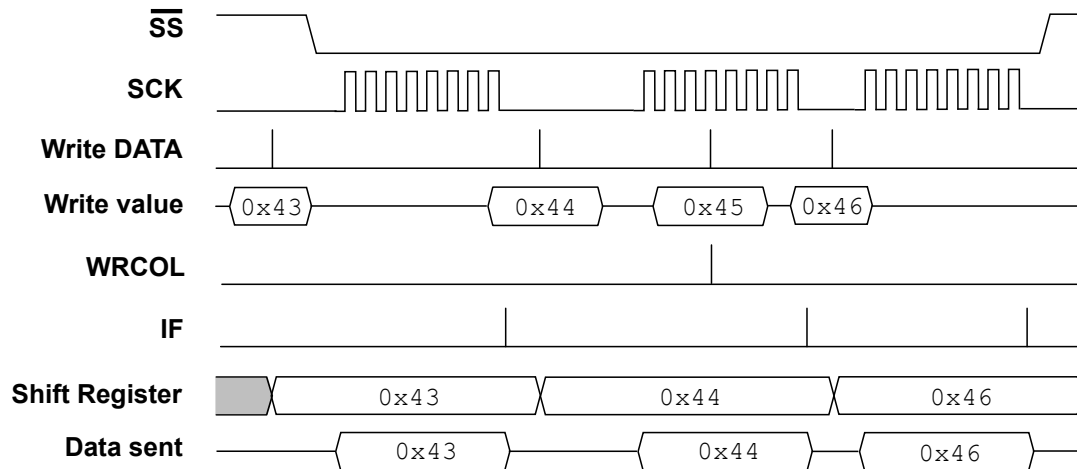 SS
SCK
Write DATA
Write value 0x43 0x44 0x45 0x46
WRCOL
IF
Shift Register 0x43 0x44 0x46
Data sent 0x43 0x44 0x46